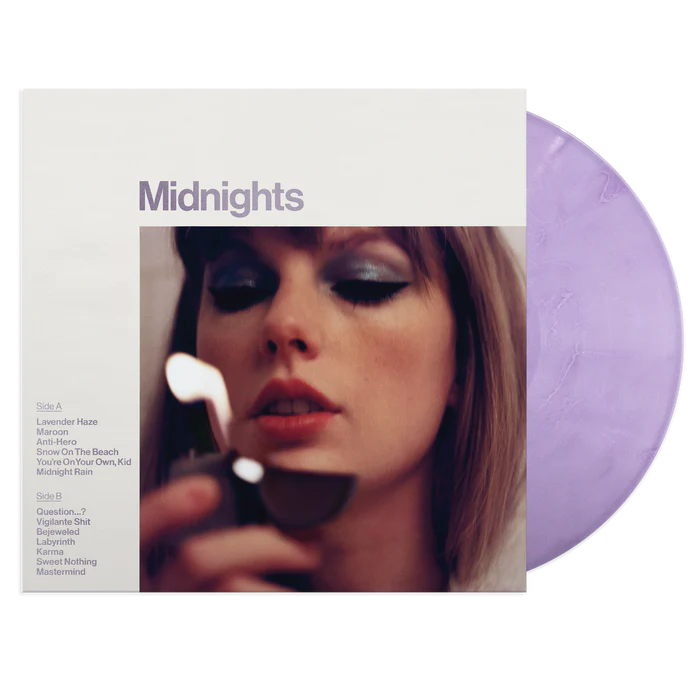 Midnights
Side A
Lavender Haze
Maroon
Anti-Hero
Snow On The Beach
You're On Your Own, Kid
Midnight Rain
Side B
Question...?
Vigilante Shit
Bejeweled
Labyrinth
Karma
Sweet Nothing
Mastermind